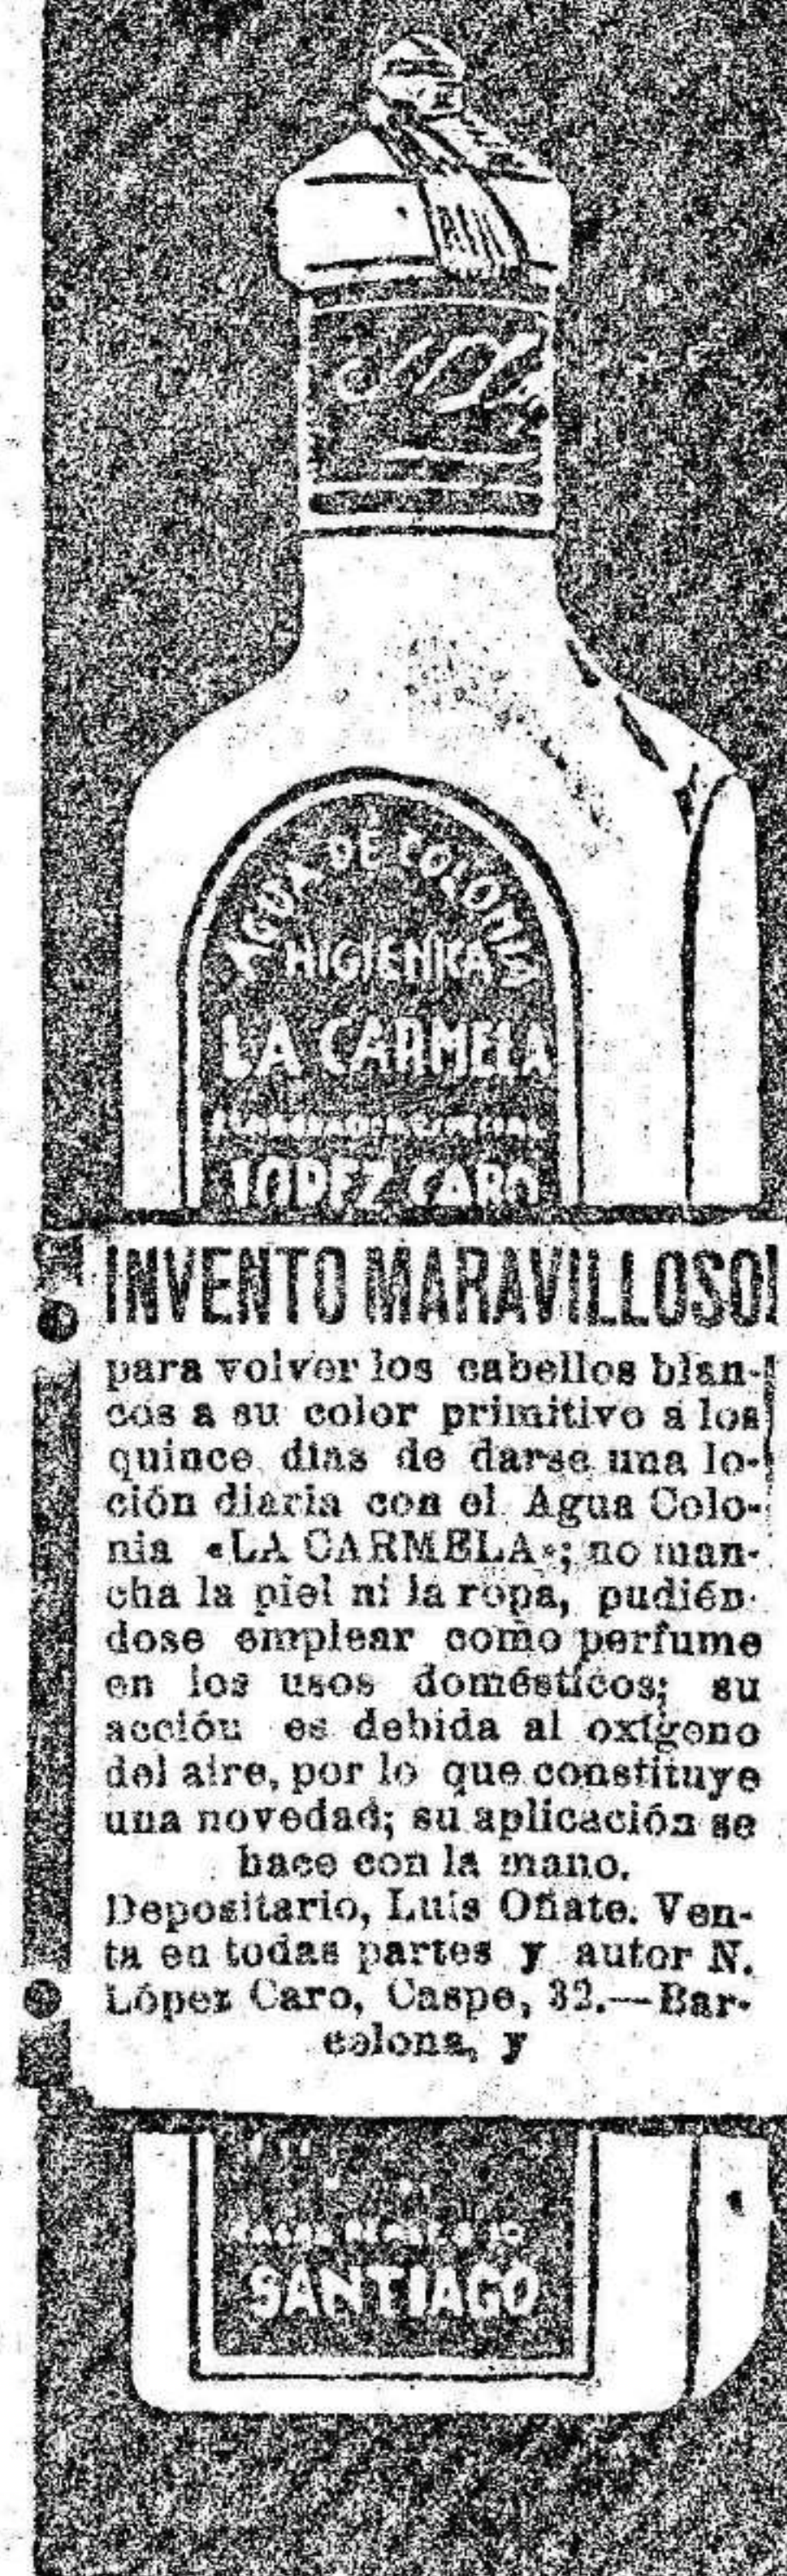 AGUA DE COLONIA
HIGIENICA
LA CARMELA
LOPEZ CARO
INVENTO MARAVILLOSO!
para volver los cabellos blan-
cos a su color primitivo a los
quince dias de darse una lo-
ción diaria con el Agua Colo-
nia «LA CARMELA»; no man-
cha la piel ni la ropa, pudién-
dose emplear como perfume
en los usos domésticos; su
acción es debida al oxígeno
del aire, por lo que constituye
una novedad; su aplicación se
hace con la mano.
Depositario, Luis Oñate. Ven-
ta en todas partes y autor N.
López Caro, Caspe, 32.—Bar-
celona, y
SANTIAGO